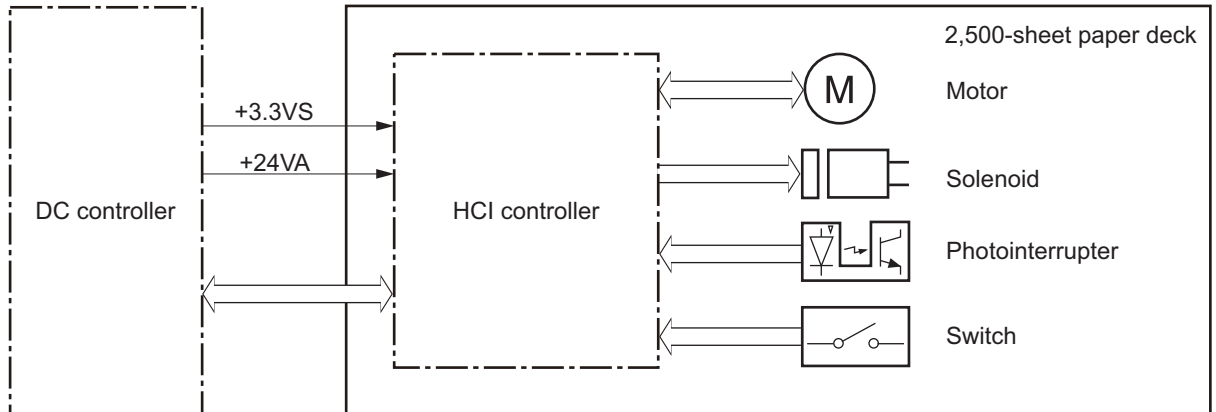 2,500-sheet paper deck
M
Motor
+3.3VS
+24VA
Solenoid
DC controller
HCI controller
Photointerrupter
Switch